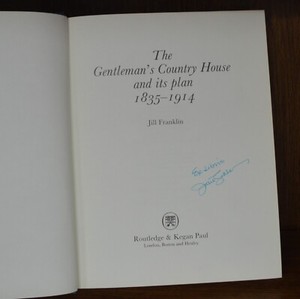 The
Gentleman's Country House
and its plan
1835–1914
Jill Franklin
Routledge & Kegan Paul
London, Boston and Henley